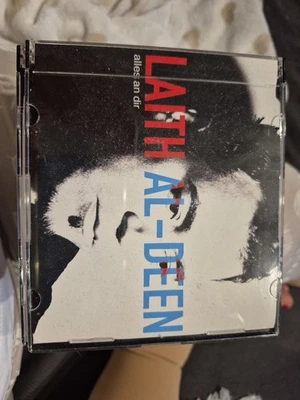 LAITH AL-DEEN
alles an dir